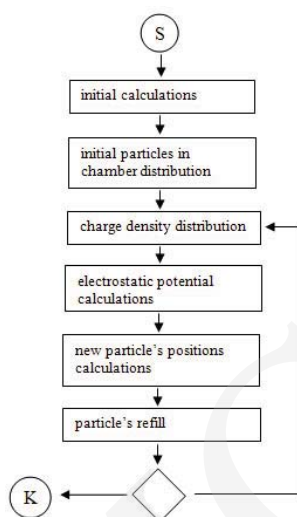 S
initial calculations
initial particles in
chamber distribution
charge density distribution
electrostatic potential
calculations
new particle's positions
calculations
particle's refill
K